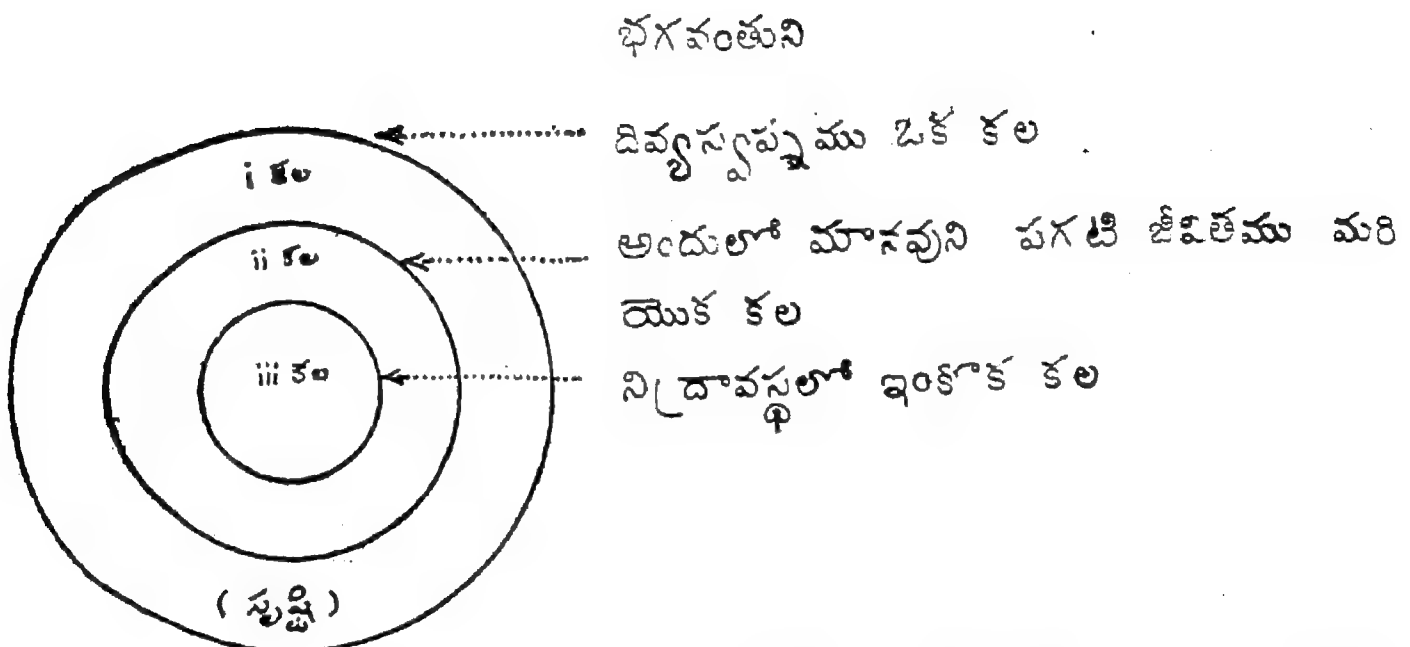 భగవంతుని
దివ్యస్వప్నము ఒక కల
i కల
అందులో మానవుని పగటి జీవితము మరి
ii కల
యొక కల
iii కల
నిద్రావస్థలో ఇంకొక కల
(సృష్టి)